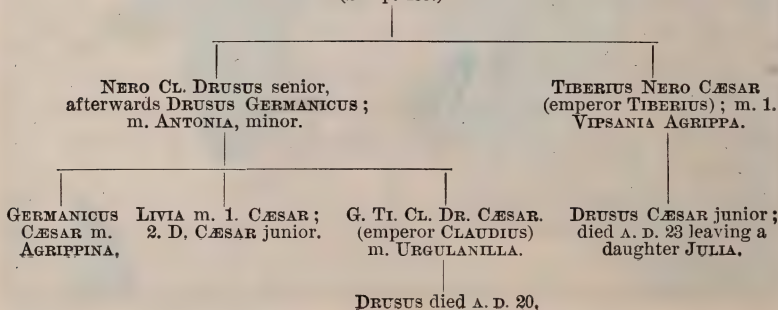 NERO CL. DRUSUS senior,
afterwards DRUSUS GERMANICUS;
m. ANTONIA, minor.
TIBERIUS NERO CÆSAR
(emperor TIBERIUS); m. 1.
VIPSANIA AGRIPPA.
GERMANICUS
CÆSAR m.
AGRIPPINA,
LIVIA m. 1. CÆSAR;
2. D, CÆSAR junior.
G. TI. CL. DR. CÆSAR.
(emperor CLAUDIUS)
m. URGULANILLA.
DRUSUS CÆSAR junior;
died A. D. 23 leaving a
daughter JULIA,
DRUSUS died A. D. 20,